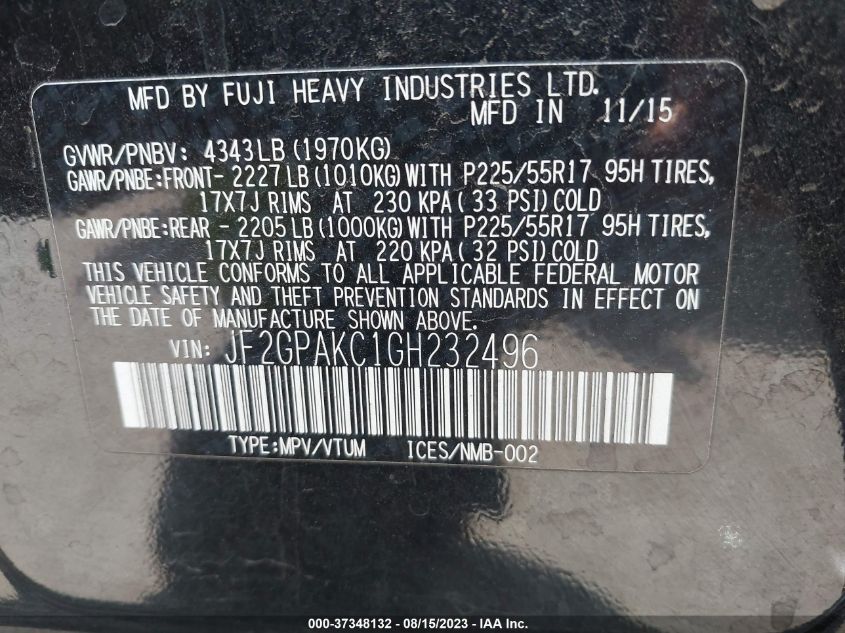 MFD BY FUJI HEAVY INDUSTRIES LTD.
MFD IN 11/15
GVWR/PNBV: 4343LB (1970KG)
GAWR/PNBE:FRONT- 2227LB (1010KG) WITH P225/55R17 95H TIRES,
17X7J RIMS AT 230 KPA ( 33 PSI) COLD
GAWR/PNBE:REAR - 2205LB (1000KG) WITH P225/55R17 95H TIRES,
17X7J RIMS AT 220 KPA ( 32 PSI) COLD
THIS VEHICLE CONFORMS TO ALL APPLICABLE FEDERAL MOTOR
VEHICLE SAFETY AND THEFT PREVENTION STANDARDS IN EFFECT ON
THE DATE OF MANUFACTURE SHOWN ABOVE.
VIN: JF2GPAKC1GH232496
TYPE:MPV/VTUM ICES/NMB-002
000-37348132 - 08/15/2023 - IAA Inc.